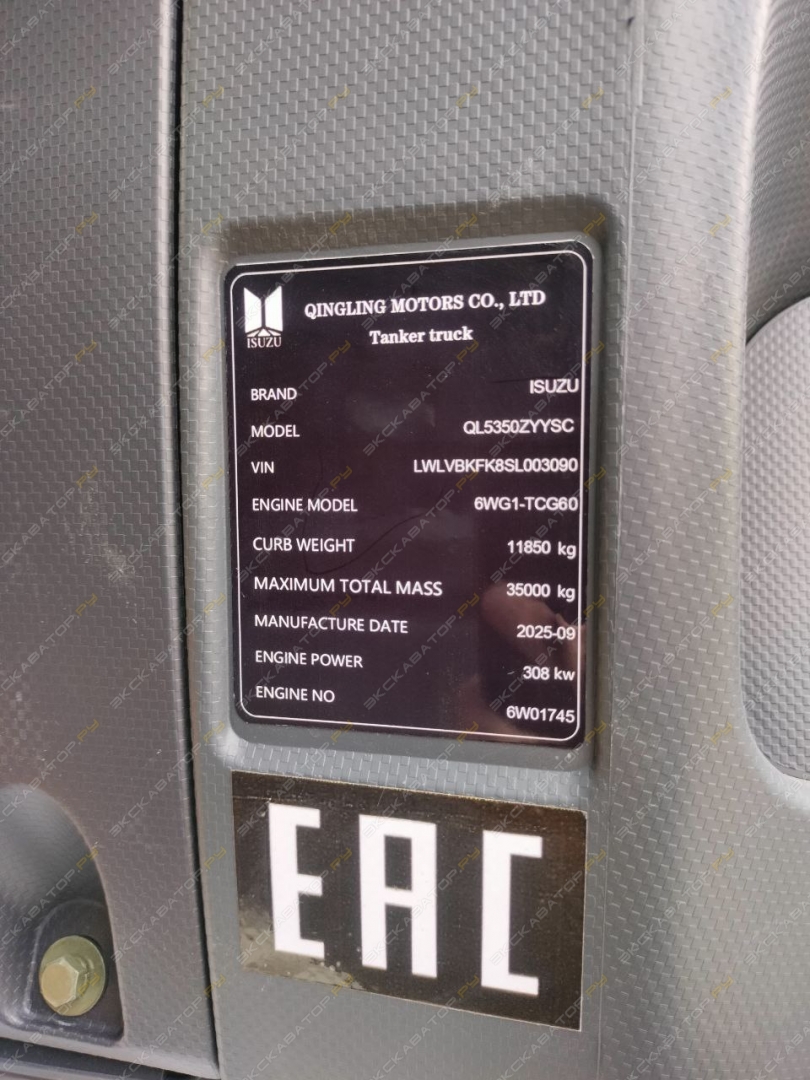 ISUZU
QINGLING MOTORS CO., LTD
Tanker truck
BRAND ISUZU
MODEL QL5350ZYYSC
VIN LWLVBKFK8SL003090
ENGINE MODEL 6WG1-TCG60
CURB WEIGHT 11850 kg
MAXIMUM TOTAL MASS 35000 kg
MANUFACTURE DATE 2025-09
ENGINE POWER 308 kw
ENGINE NO 6W01745
EAC
ЭКСКАВАТОР.РУ